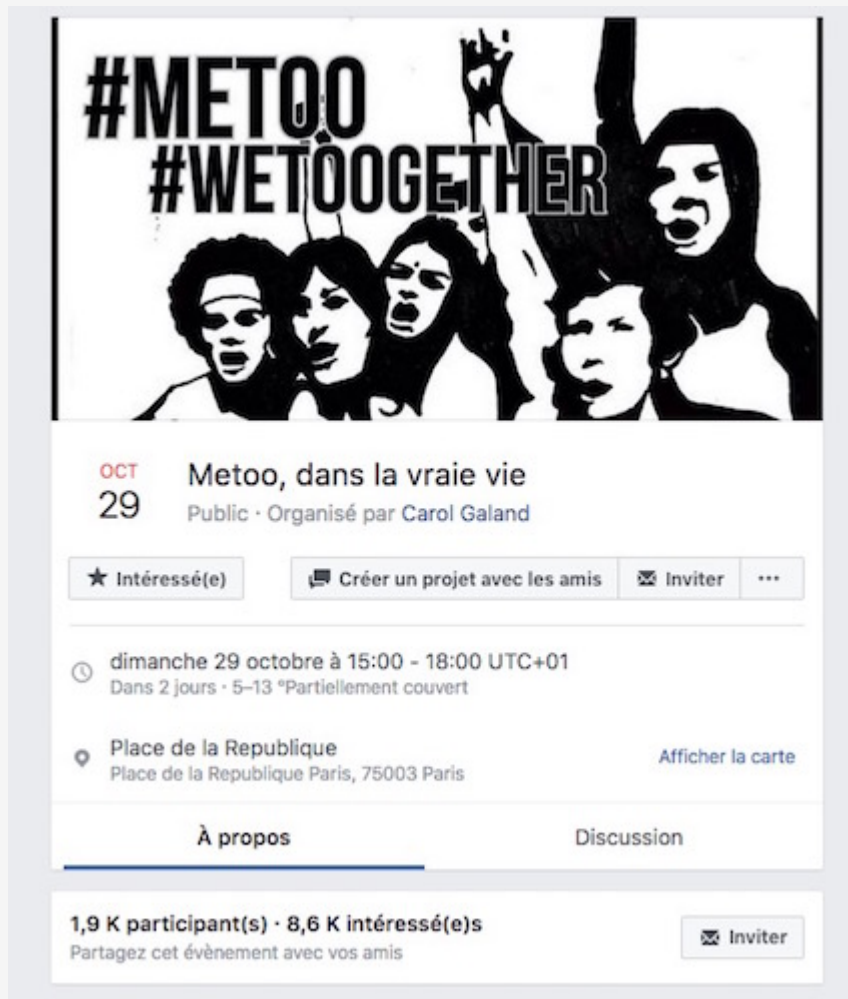 #METOO
#WETOOGETHER
OCT
29
Metoo, dans la vraie vie
Public · Organisé par Carol Galand
Intéressé(e)
Créer un projet avec les amis
Inviter
dimanche 29 octobre à 15:00 - 18:00 UTC+01
Dans 2 jours · 5–13 °Partiellement couvert
Place de la Republique
Place de la Republique Paris, 75003 Paris
Afficher la carte
À propos
Discussion
1,9 K participant(s) · 8,6 K intéressé(e)s
Partagez cet évènement avec vos amis
Inviter